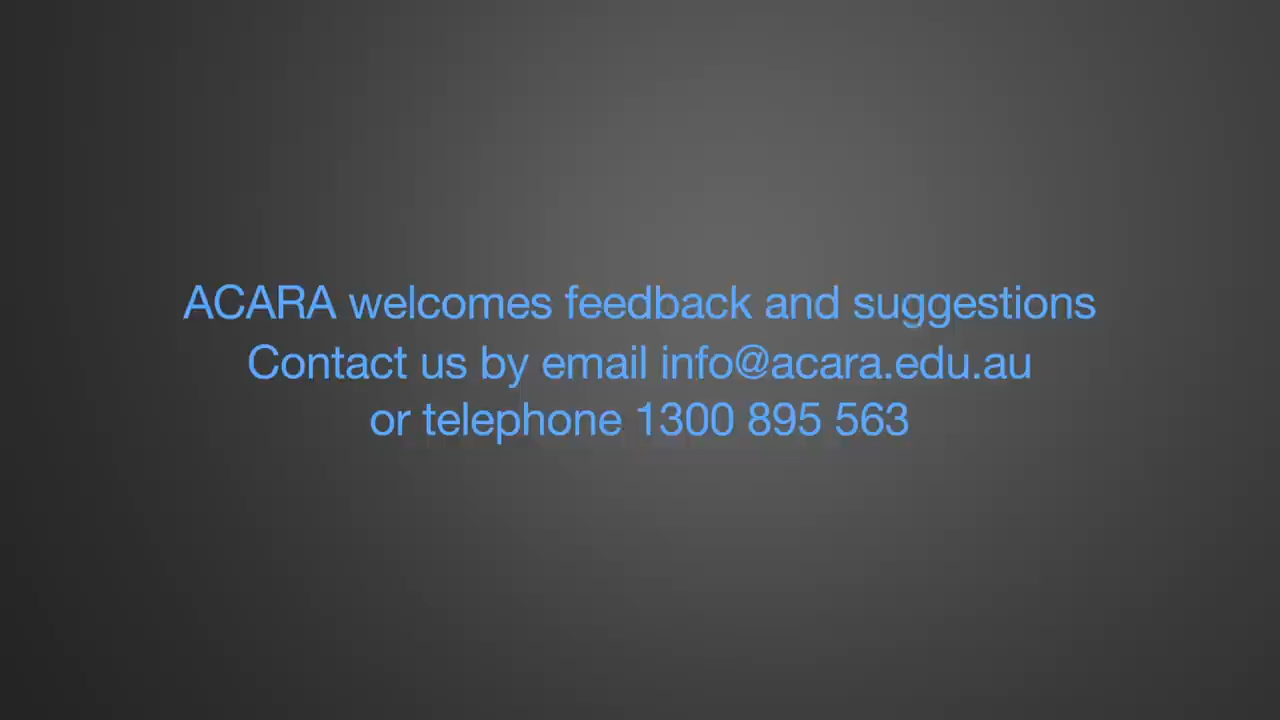 ACARA welcomes feedback and suggestions
Contact us by email info@acara.edu.au
or telephone 1300 895 563